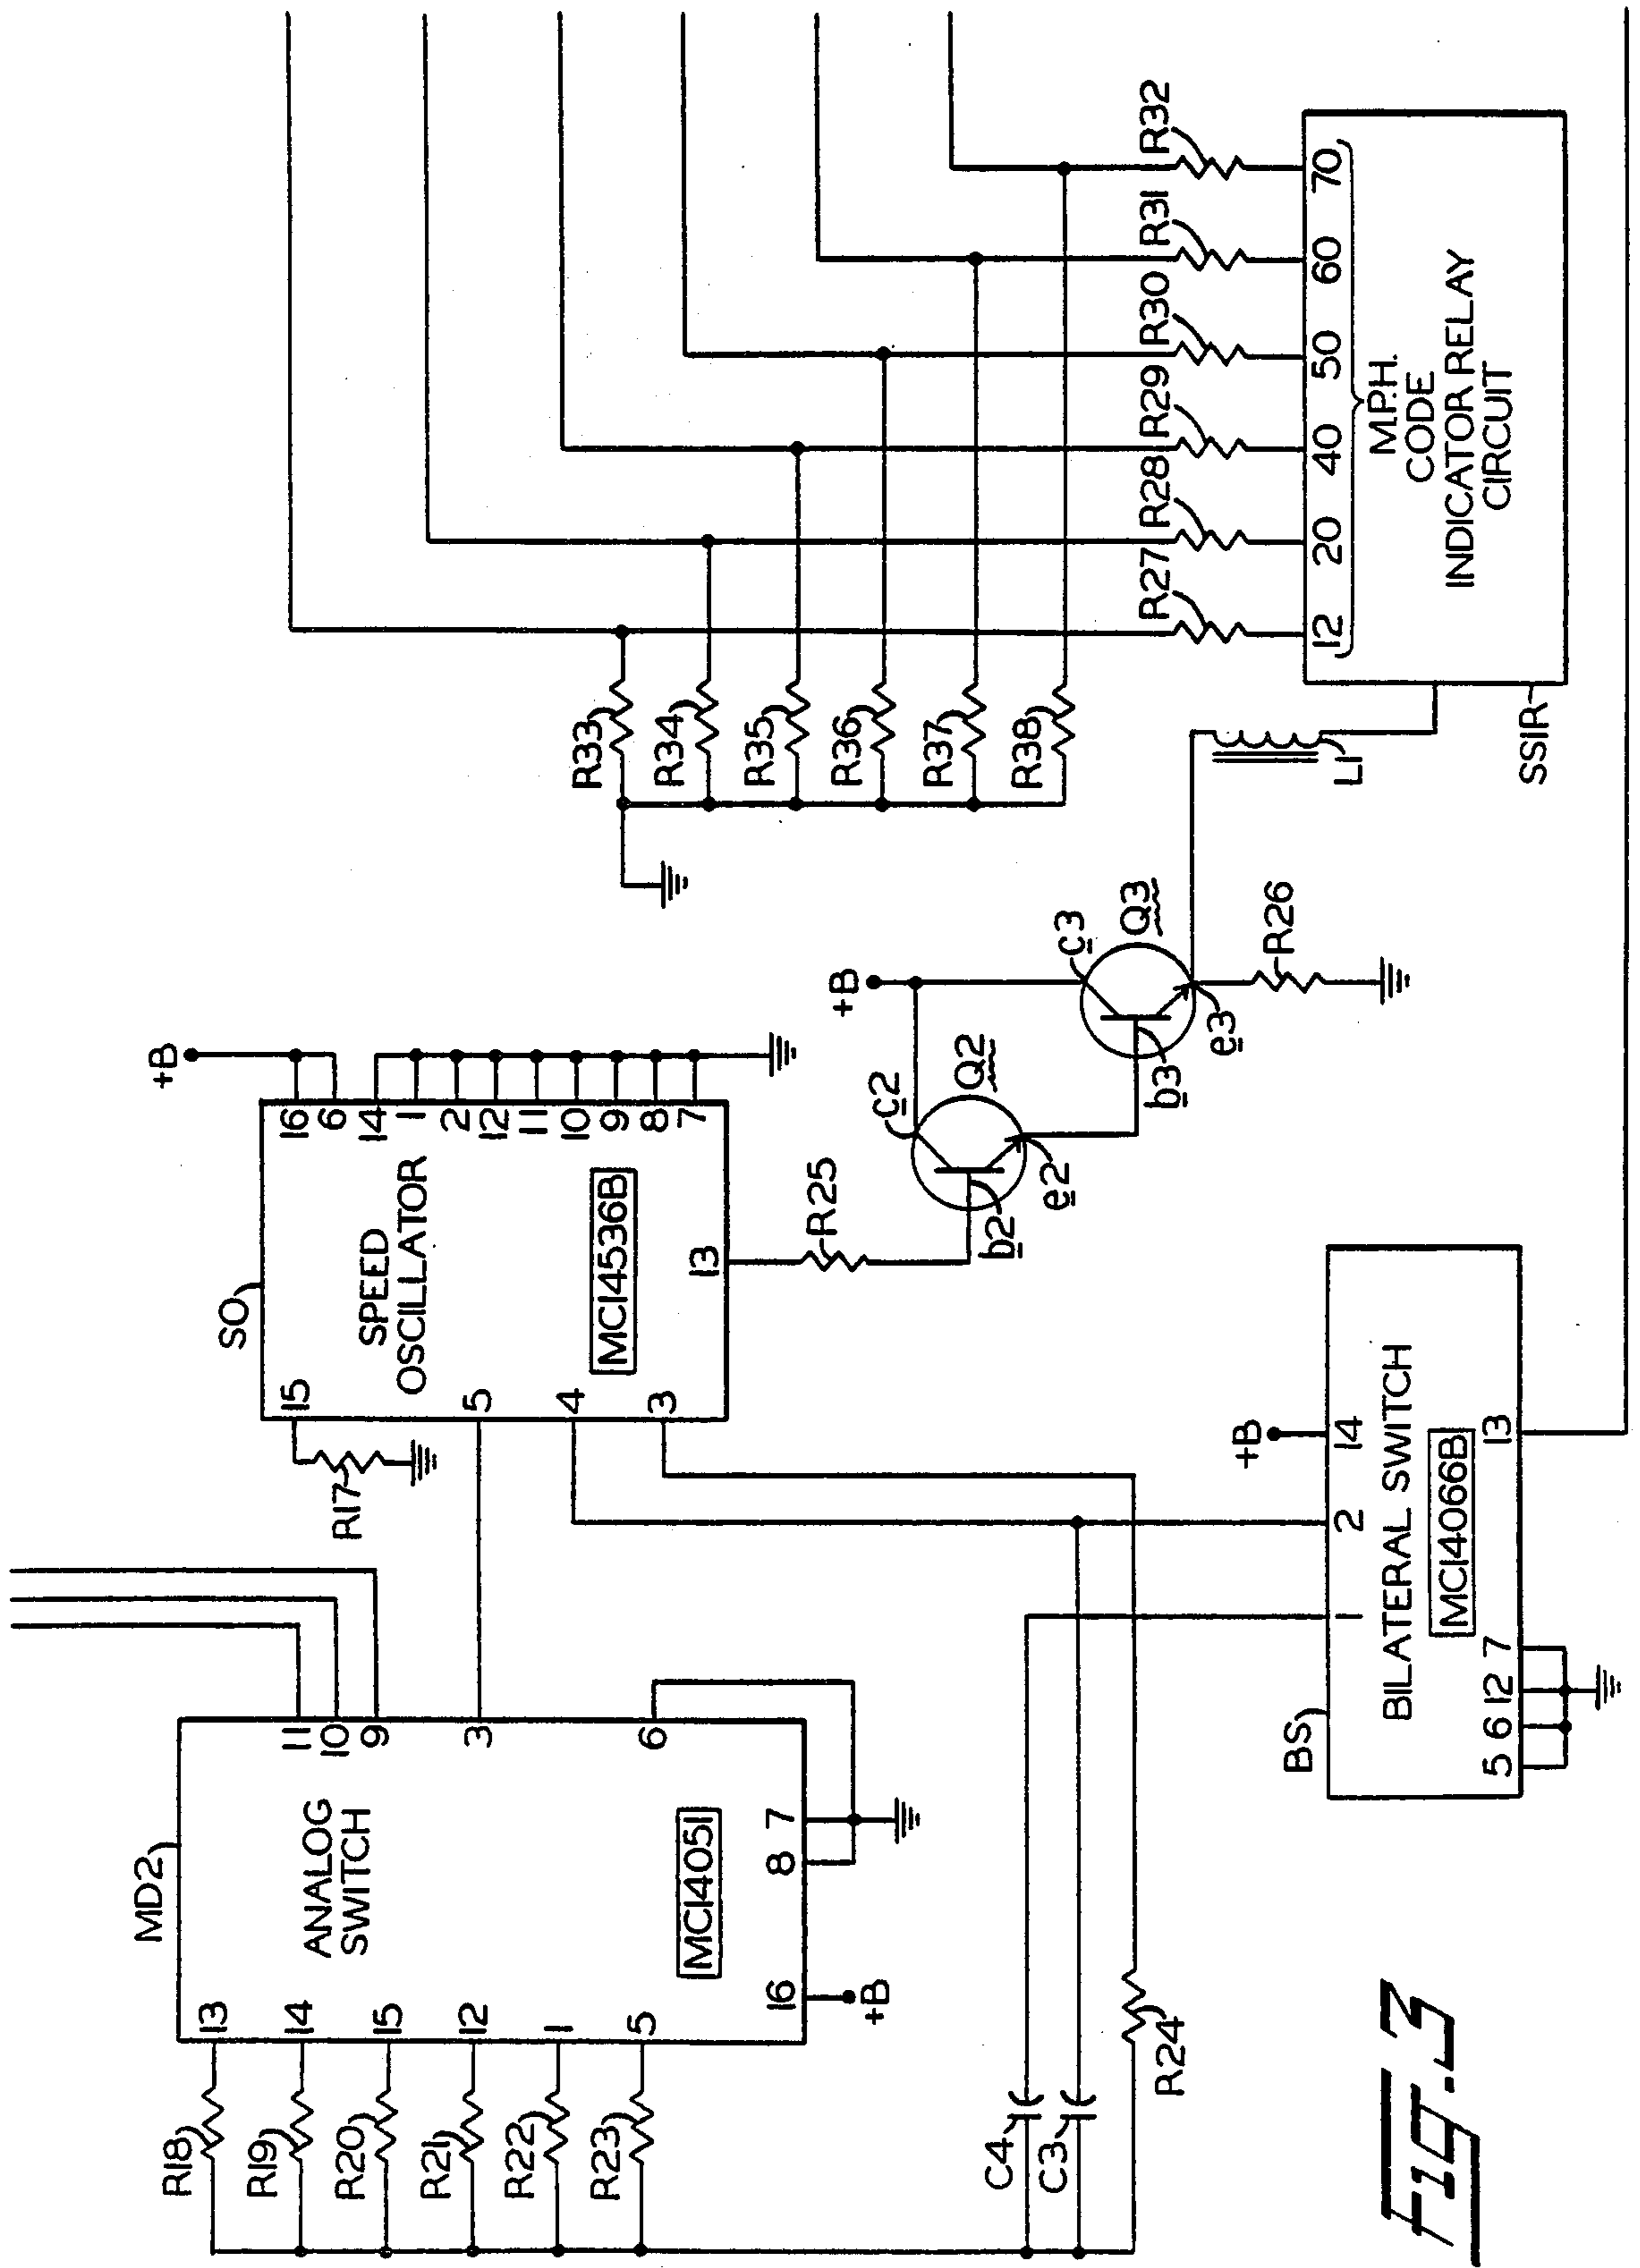 MD2
ANALOG
SWITCH
MC14051
13
14
15
12
1
5
16
+B
8
7
11
10
9
3
6
R18
R19
R20
R21
R22
R23
C4
C3
R24
SO
SPEED
OSCILLATOR
MC14536B
15
5
4
3
R17
+B
16
6
14
1
2
12
11
10
9
8
7
13
R25
b2
c2
Q2
e2
+B
c3
Q3
b3
e3
R26
BS
BILATERAL SWITCH
MC14066B
1
2
14
+B
5
6
12
7
13
R33
R34
R35
R36
R37
R38
R27
R28
R29
R30
R31
R32
12
20
40
50
60
70
M.P.H.
CODE
INDICATOR RELAY
CIRCUIT
L1
SSIR
FIG. 3